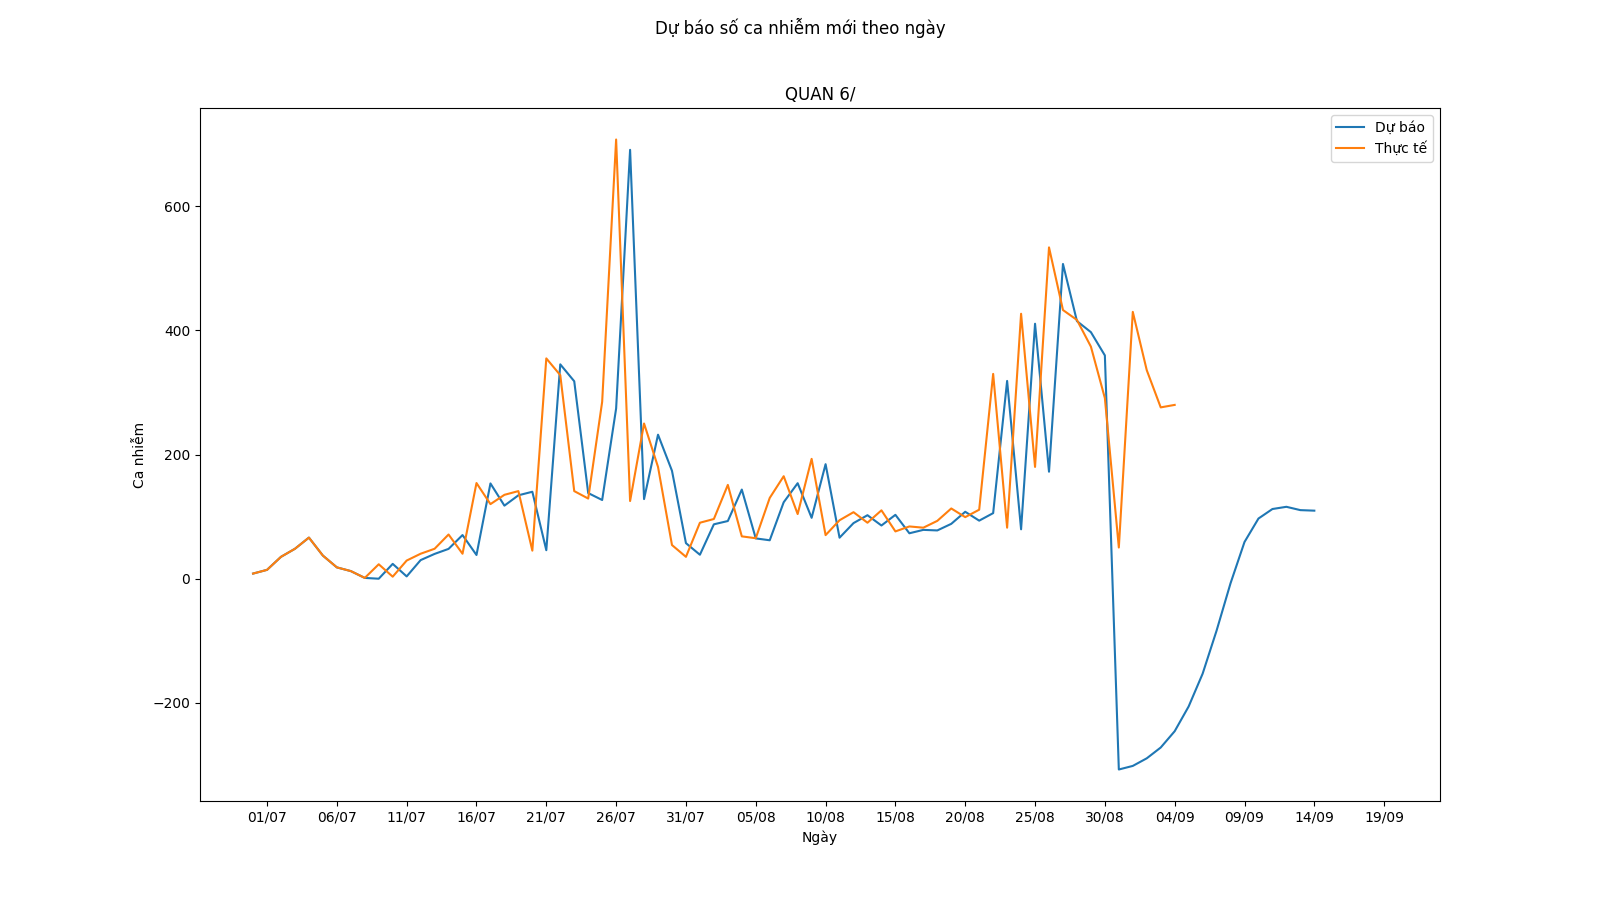 Dự báo số ca nhiễm mới theo ngày
QUAN 6/
Dự báo
Thực tế
600
400
200
0
−200
Ca nhiễm
01/07 06/07 11/07 16/07 21/07 26/07 31/07 05/08 10/08 15/08 20/08 25/08 30/08 04/09 09/09 14/09 19/09
Ngày